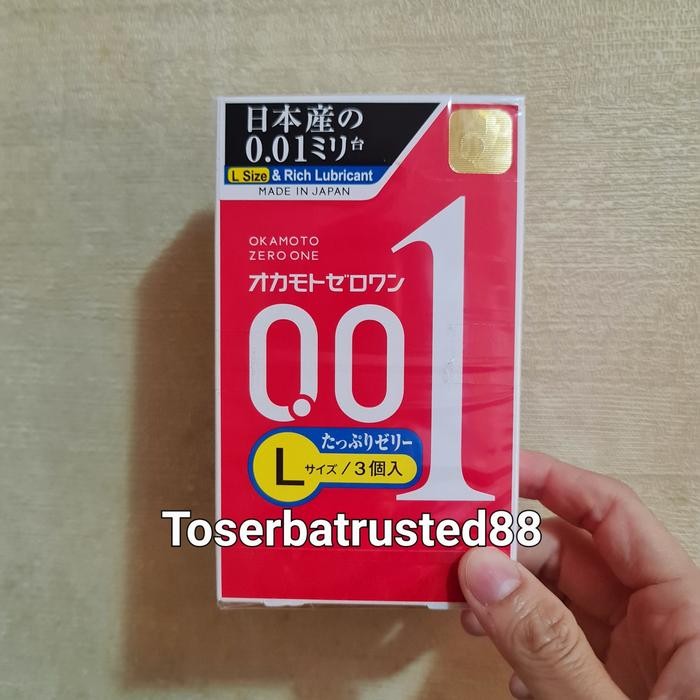 日本産の
0.01ミリ台
L Size & Rich Lubricant
MADE IN JAPAN
OKAMOTO
ZERO ONE
オカモトゼロワン
0.01
たっぷりゼリー
Lサイズ/3個入
Toserbatrusted88